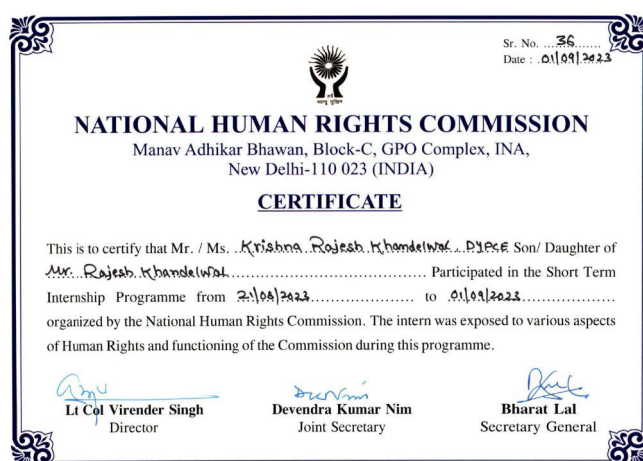 Sr. No. ....36.......
Date : .01/09/2023
NATIONAL HUMAN RIGHTS COMMISSION
Manav Adhikar Bhawan, Block-C, GPO Complex, INA,
New Delhi-110 023 (INDIA)
CERTIFICATE
This is to certify that Mr. / Ms. ..Krishna Rajesh Khandelwal, DYPCE Son/ Daughter of
Mr. Rajesh Khandelwal............................................. Participated in the Short Term
Internship Programme from 21/08/2023..................... to .01/09/2023...................
organized by the National Human Rights Commission. The intern was exposed to various aspects
of Human Rights and functioning of the Commission during this programme.
Lt Col Virender Singh
Director
Devendra Kumar Nim
Joint Secretary
Bharat Lal
Secretary General